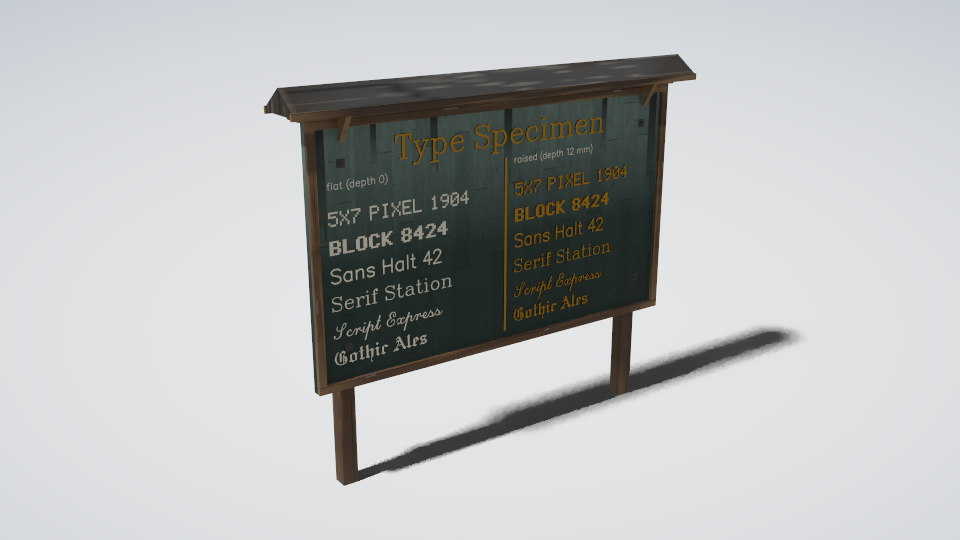 Type Specimen
flat (depth 0)
5X7 PIXEL 1904
BLOCK 8424
Sans Halt 42
Serif Station
Script Express
Gothic Ales
raised (depth 12 mm)
5X7 PIXEL 1904
BLOCK 8424
Sans Halt 42
Serif Station
Script Express
Gothic Ales